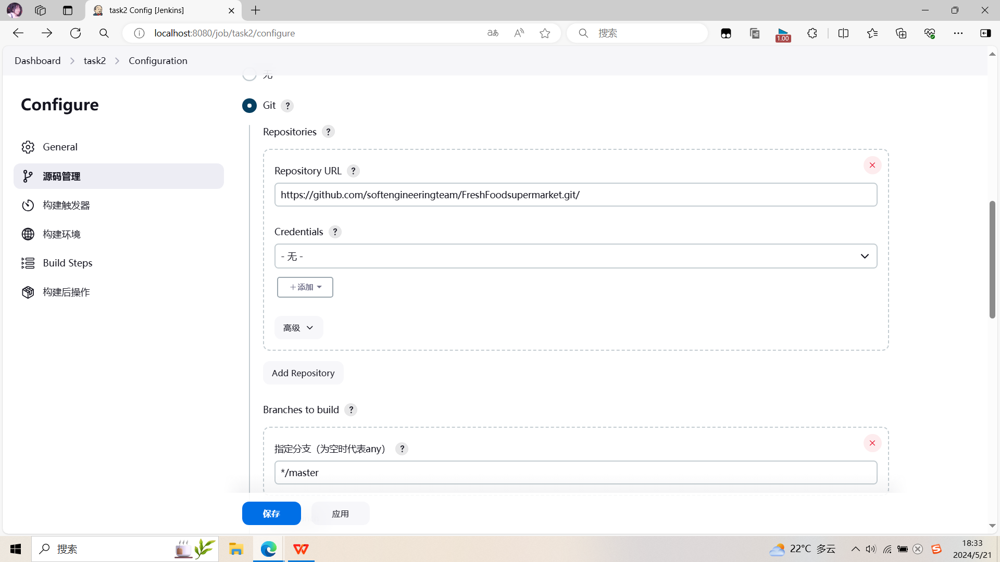 task2 Config [Jenkins]
localhost:8080/job/task2/configure
搜索
1.00
Dashboard
task2
Configuration
Configure
General
源码管理
构建触发器
构建环境
Build Steps
构建后操作
无
Git ?
Repositories ?
Repository URL ?
https://github.com/softengineeringteam/FreshFoodsupermarket.git/
Credentials ?
- 无 -
+添加
高级
Add Repository
Branches to build ?
指定分支（为空时代表any） ?
*/master
保存
应用
搜索
22°C 多云
18:33
2024/5/21